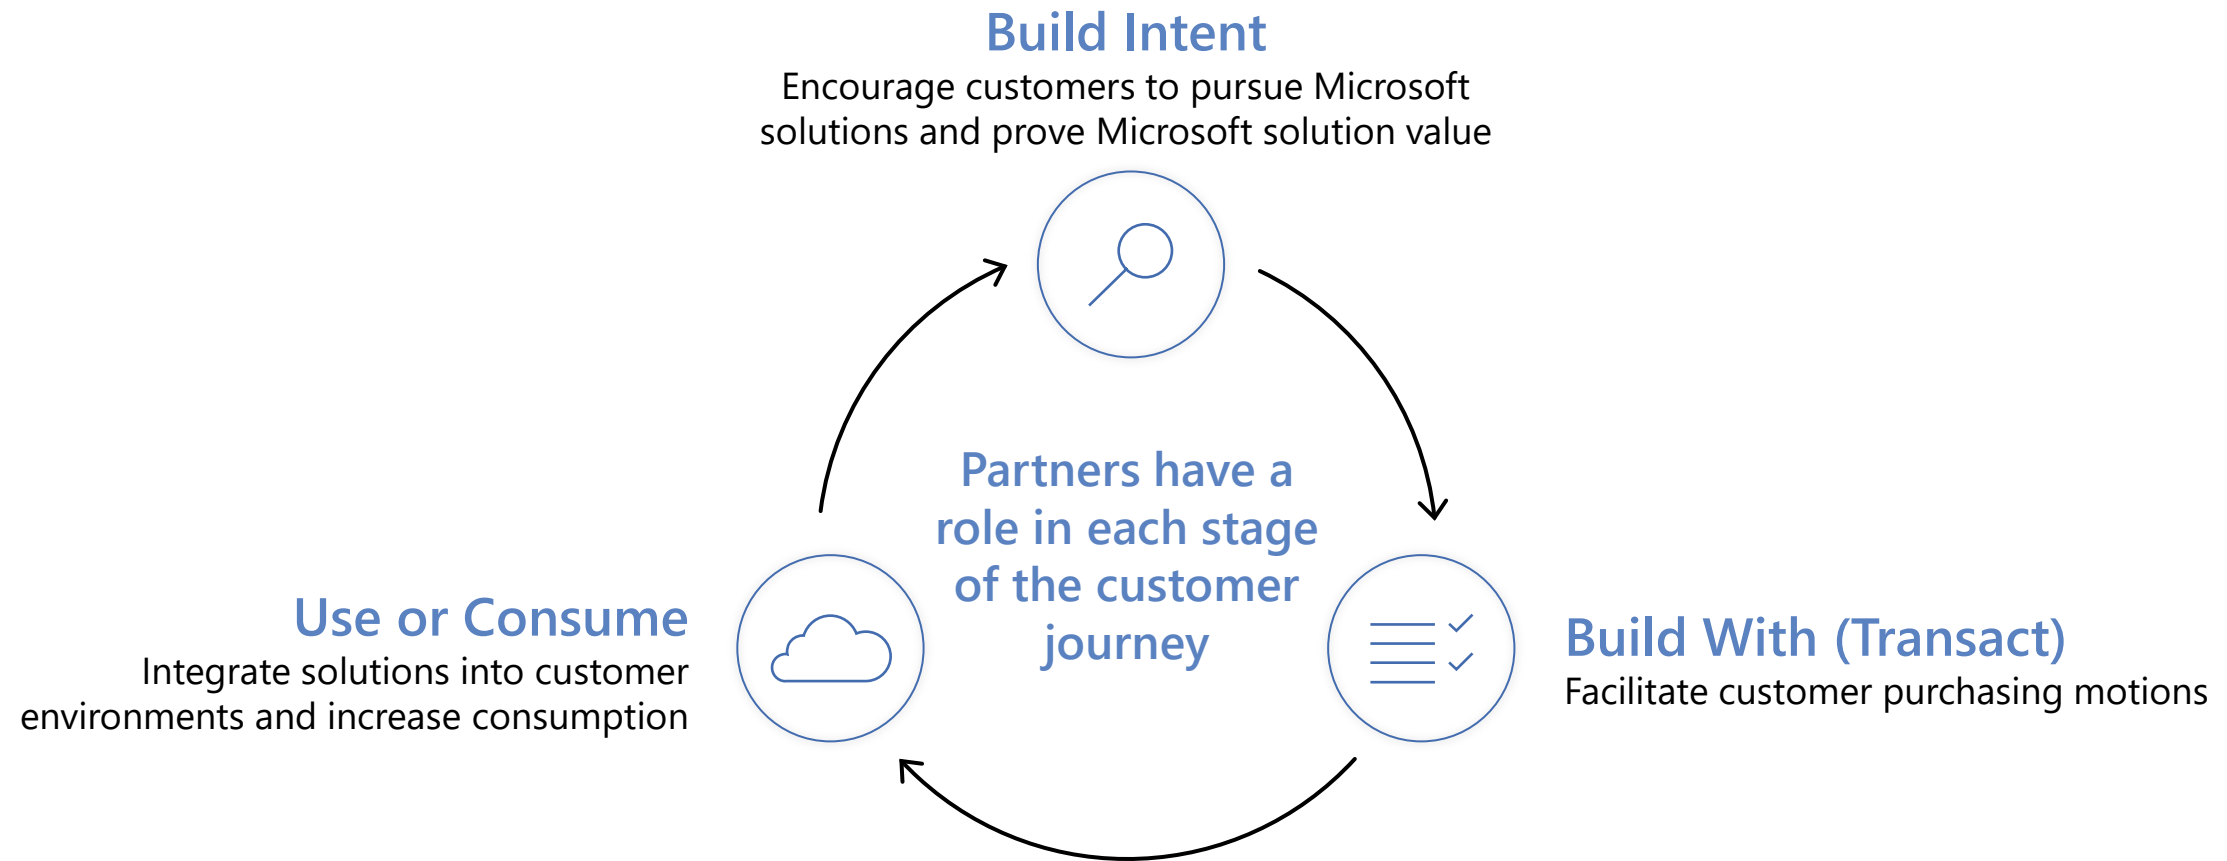 Build Intent
Encourage customers to pursue Microsoft
solutions and prove Microsoft solution value
Partners have a
role in each stage
of the customer
journey
Use or Consume
Integrate solutions into customer
environments and increase consumption
Build With (Transact)
Facilitate customer purchasing motions